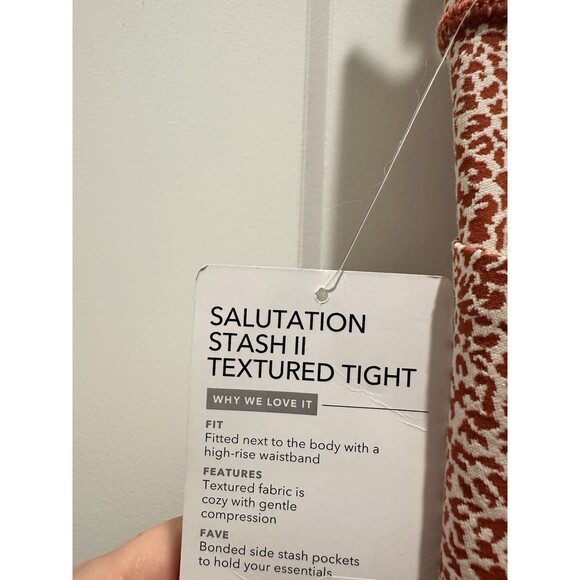 SALUTATION
STASH II
TEXTURED TIGHT
WHY WE LOVE IT
FIT
Fitted next to the body with a
high-rise waistband
FEATURES
Textured fabric is
cozy with gentle
compression
FAVE
Bonded side stash pockets
to hold your essentials